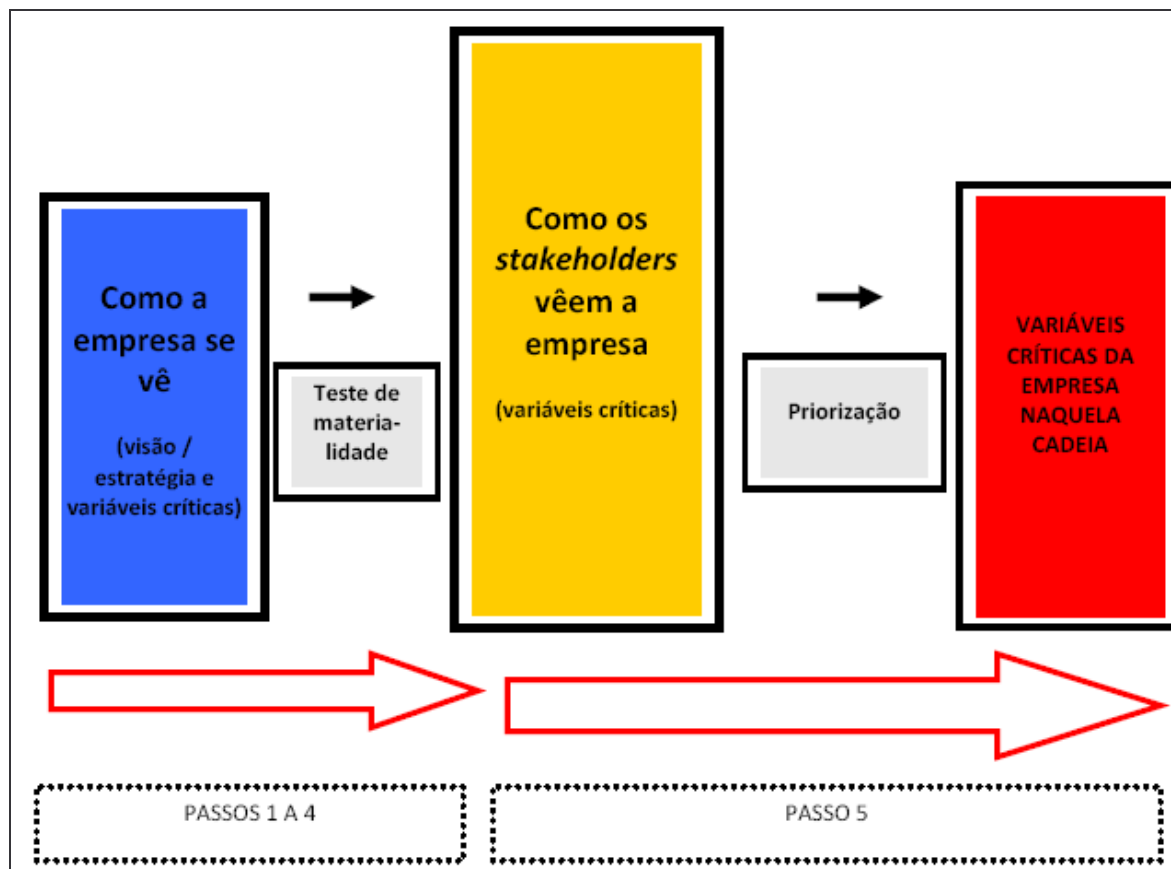 Como a
empresa se
vê
(visão /
estratégia e
variáveis críticas)
Teste de
materia-
lidade
Como os
stakeholders
vêem a
empresa
(variáveis críticas)
Priorização
VARIÁVEIS
CRÍTICAS DA
EMPRESA
NAQUELA
CADEIA
PASSOS 1 A 4
PASSO 5